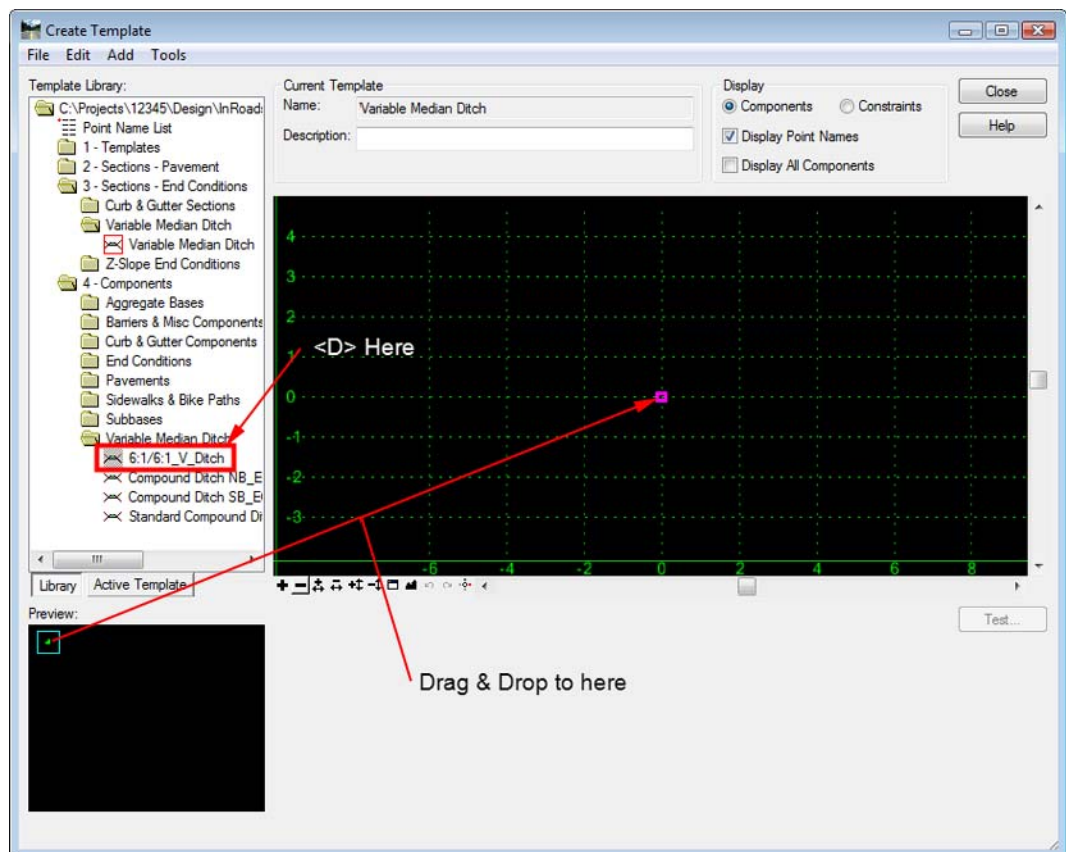 Create Template
File Edit Add Tools
Template Library:
C:\Projects\12345\Design\InRoads
Point Name List
1 - Templates
2 - Sections - Pavement
3 - Sections - End Conditions
Curb & Gutter Sections
Variable Median Ditch
Variable Median Ditch
Z-Slope End Conditions
4 - Components
Aggregate Bases
Barriers & Misc Components
Curb & Gutter Components
End Conditions
Pavements
Sidewalks & Bike Paths
Subbases
Variable Median Ditch
6:1/6:1_V_Ditch
Compound Ditch NB_E
Compound Ditch SB_E
Standard Compound Di
Library Active Template
Preview:
Current Template
Name: Variable Median Ditch
Description:
Display
Components Constraints
Display Point Names
Display All Components
Close
Help
4
3
2
1
0
-1
-2
-3
-6 -4 -2 0 2 4 6 8
<D> Here
Drag & Drop to here
Test...